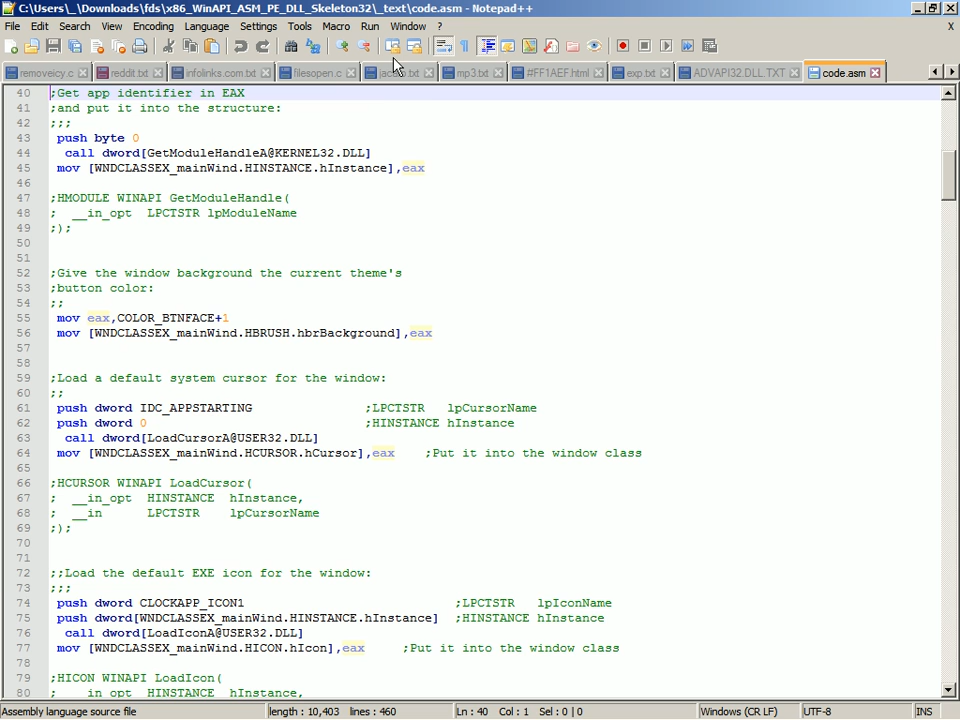 C:\Users\_\Downloads\fds\x86_WinAPI_ASM_PE_DLL_Skeleton32\_text\code.asm - Notepad++
File Edit Search View Encoding Language Settings Tools Macro Run Window ? X
removeicy.c reddit.txt infolinks.com.txt filesopen.c mp3.txt #FF1AEF.html exp.txt ADVAPI32.DLL.TXT code.asm
40 ;Get app identifier in EAX
41 ;and put it into the structure:
42 ;;;
43 push byte 0
44 call dword[GetModuleHandleA@KERNEL32.DLL]
45 mov [WNDCLASSEX_mainWind.HINSTANCE.hInstance],eax
46
47 ;HMODULE WINAPI GetModuleHandle(
48 ; __in_opt LPCTSTR lpModuleName
49 ;);
50
51
52 ;Give the window background the current theme's
53 ;button color:
54 ;;
55 mov eax,COLOR_BTNFACE+1
56 mov [WNDCLASSEX_mainWind.HBRUSH.hbrBackground],eax
57
58
59 ;Load a default system cursor for the window:
60 ;;
61 push dword IDC_APPSTARTING ;LPCTSTR lpCursorName
62 push dword 0 ;HINSTANCE hInstance
63 call dword[LoadCursorA@USER32.DLL]
64 mov [WNDCLASSEX_mainWind.HCURSOR.hCursor],eax ;Put it into the window class
65
66 ;HCURSOR WINAPI LoadCursor(
67 ; __in_opt HINSTANCE hInstance,
68 ; __in LPCTSTR lpCursorName
69 ;);
70
71
72 ;;Load the default EXE icon for the window:
73 ;;;
74 push dword CLOCKAPP_ICON1 ;LPCTSTR lpIconName
75 push dword[WNDCLASSEX_mainWind.HINSTANCE.hInstance] ;HINSTANCE hInstance
76 call dword[LoadIconA@USER32.DLL]
77 mov [WNDCLASSEX_mainWind.HICON.hIcon],eax ;Put it into the window class
78
79 ;HICON WINAPI LoadIcon(
80 ; __in_opt HINSTANCE hInstance,
Assembly language source file length : 10,403 lines : 460 Ln : 40 Col : 1 Sel : 0 | 0 Windows (CR LF) UTF-8 INS